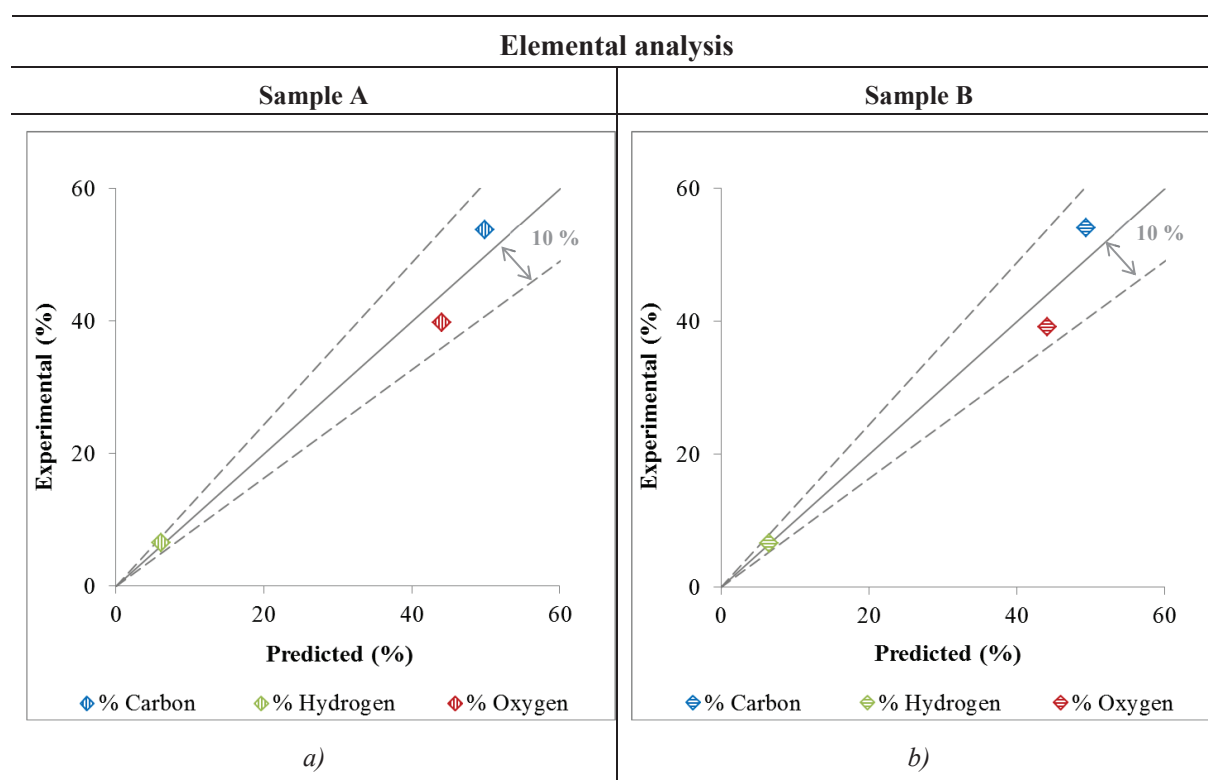 Elemental analysis
Sample A
Sample B
60
40
20
0
0 20 40 60
Experimental (%)
Predicted (%)
10 %
% Carbon % Hydrogen % Oxygen
a)
60
40
20
0
0 20 40 60
Experimental (%)
Predicted (%)
10 %
% Carbon % Hydrogen % Oxygen
b)